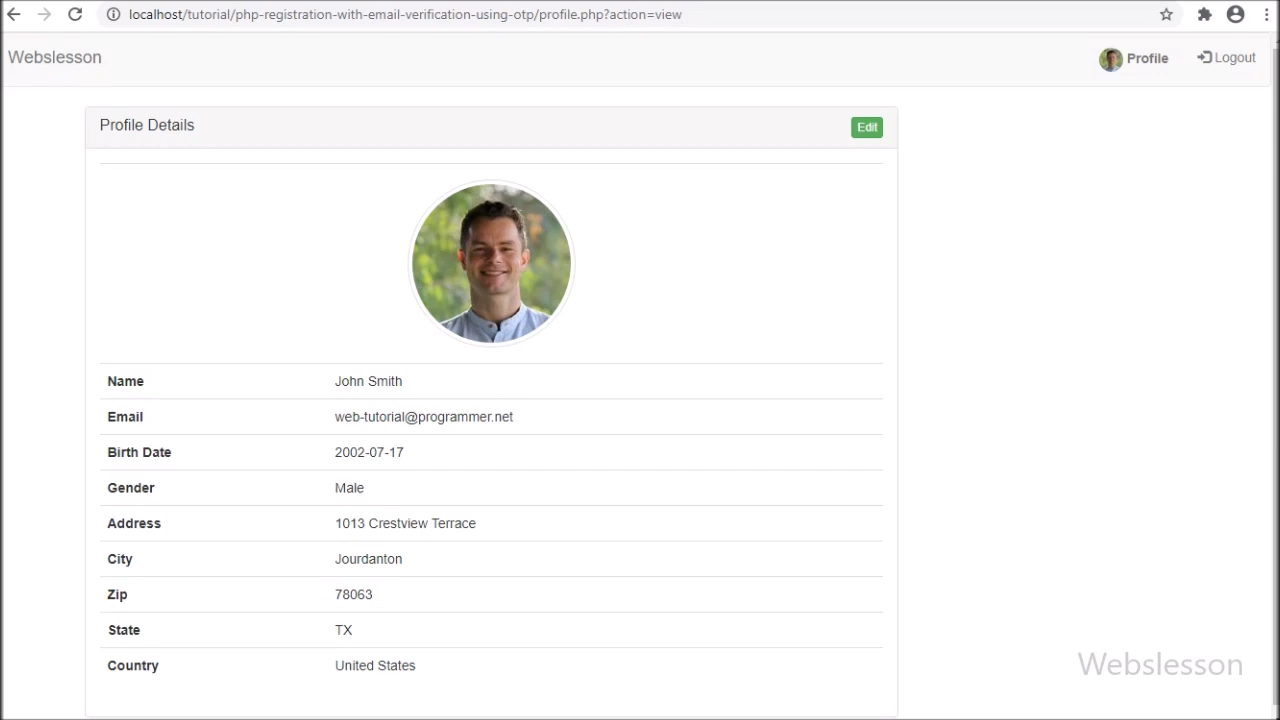 localhost/tutorial/php-registration-with-email-verification-using-otp/profile.php?action=view
Webslesson
Profile
Logout
Profile Details
Edit
Name John Smith
Email web-tutorial@programmer.net
Birth Date 2002-07-17
Gender Male
Address 1013 Crestview Terrace
City Jourdanton
Zip 78063
State TX
Country United States
Webslesson